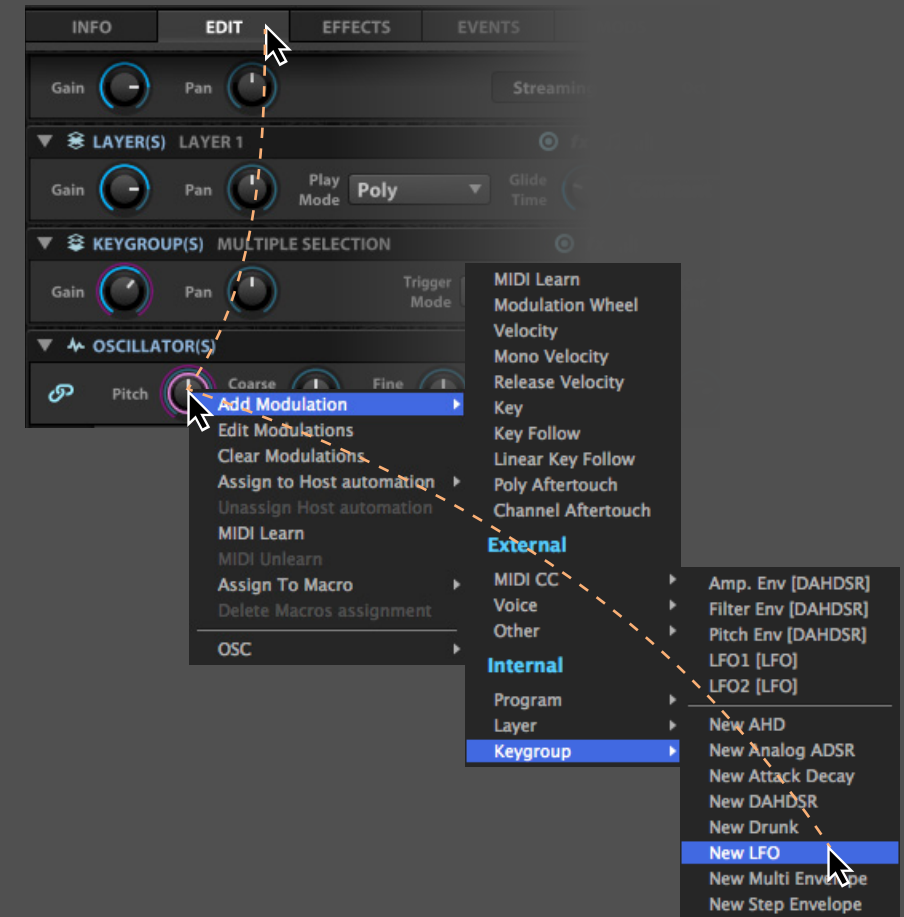 INFO EDIT EFFECTS EVENTS
Gain Pan Streaming
LAYER(S) LAYER 1
Gain Pan Play Mode Poly Glide Time
KEYGROUP(S) MULTIPLE SELECTION
Gain Pan Trigger Mode
OSCILLATOR(S)
Pitch Coarse Fine
Add Modulation
Edit Modulations
Clear Modulations
Assign to Host automation
Unassign Host automation
MIDI Learn
MIDI Unlearn
Assign To Macro
Delete Macros assignment
OSC
MIDI Learn
Modulation Wheel
Velocity
Mono Velocity
Release Velocity
Key
Key Follow
Linear Key Follow
Poly Aftertouch
Channel Aftertouch
External
MIDI CC
Voice
Other
Internal
Program
Layer
Keygroup
Amp. Env [DAHDSR]
Filter Env [DAHDSR]
Pitch Env [DAHDSR]
LFO1 [LFO]
LFO2 [LFO]
New AHD
New Analog ADSR
New Attack Decay
New DAHDSR
New Drunk
New LFO
New Multi Envelope
New Step Envelope